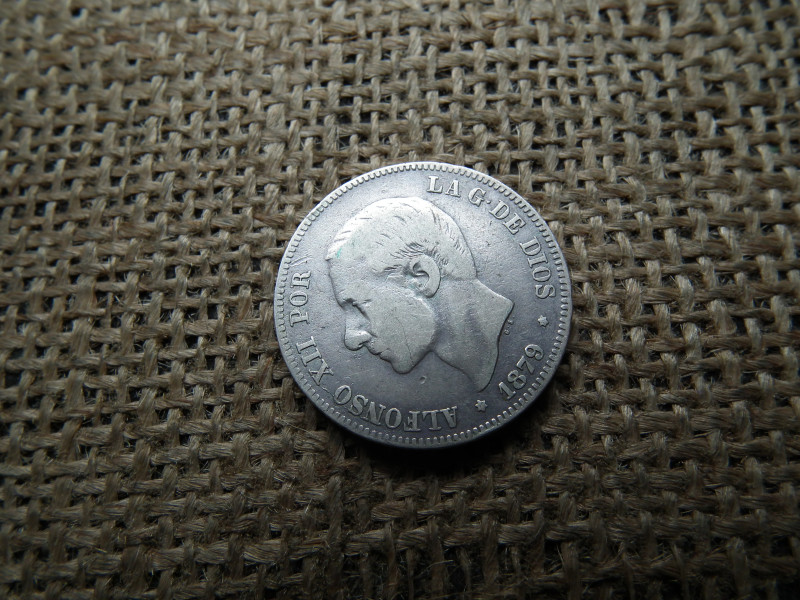 ALFONSO XII POR LA G. DE DIOS
* 1879 *